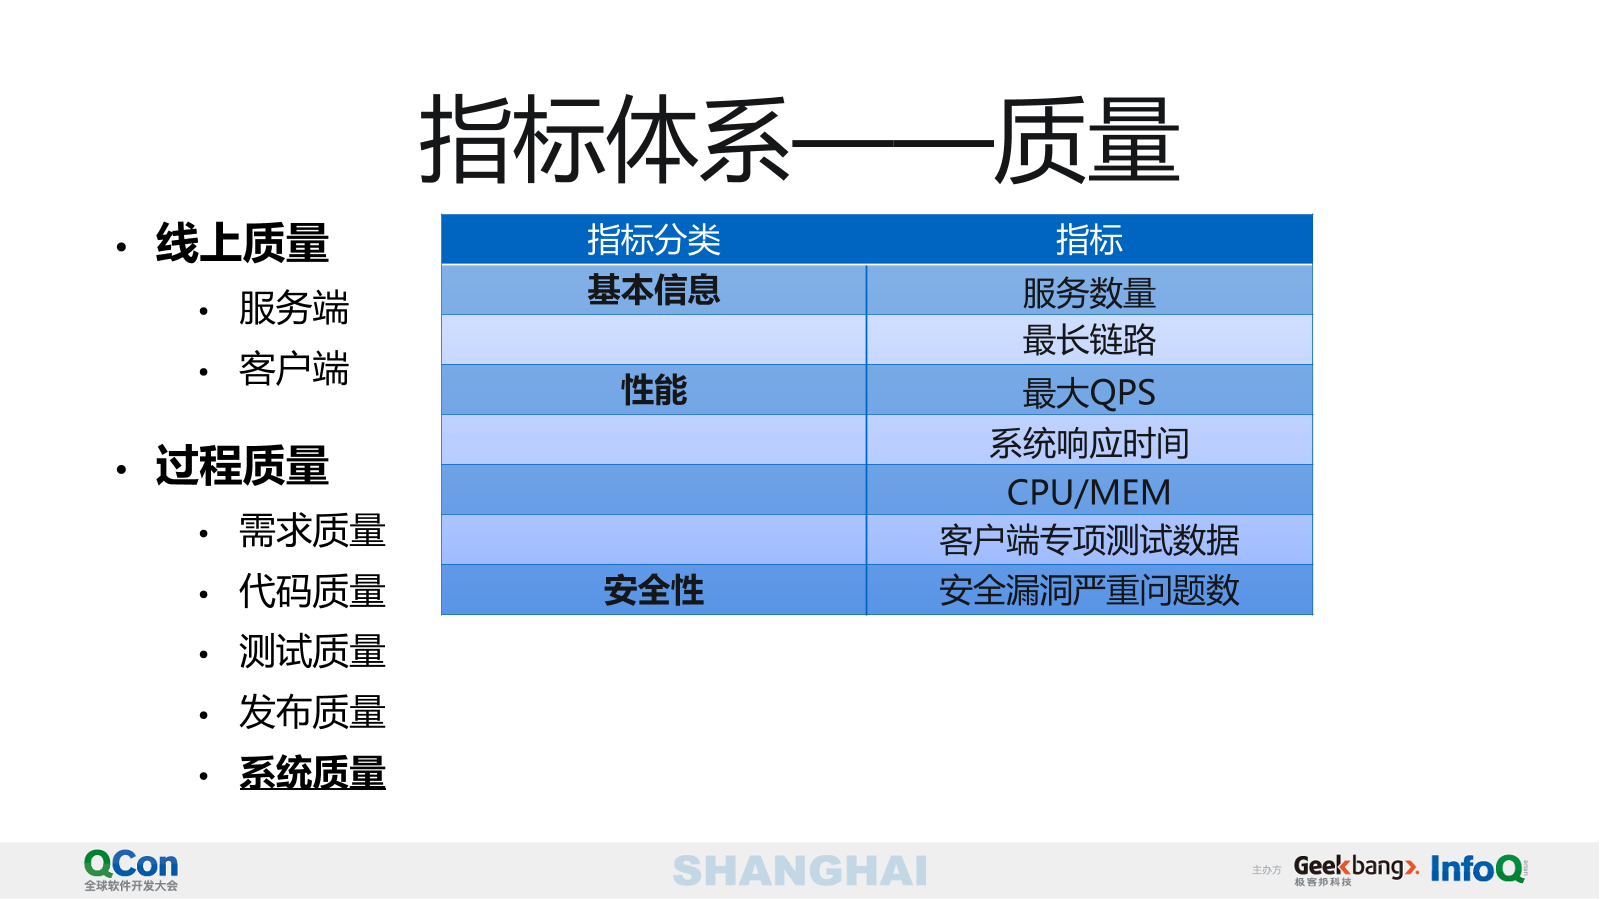 指标体系——质量
• 线上质量
• 服务端
• 客户端
• 过程质量
• 需求质量
• 代码质量
• 测试质量
• 发布质量
• 系统质量
指标分类 指标
基本信息 服务数量
最长链路
性能 最大QPS
系统响应时间
CPU/MEM
客户端专项测试数据
安全性 安全漏洞严重问题数
QCon
全球软件开发大会
SHANGHAI
主办方
Geekbang>.
极客邦科技
InfoQ